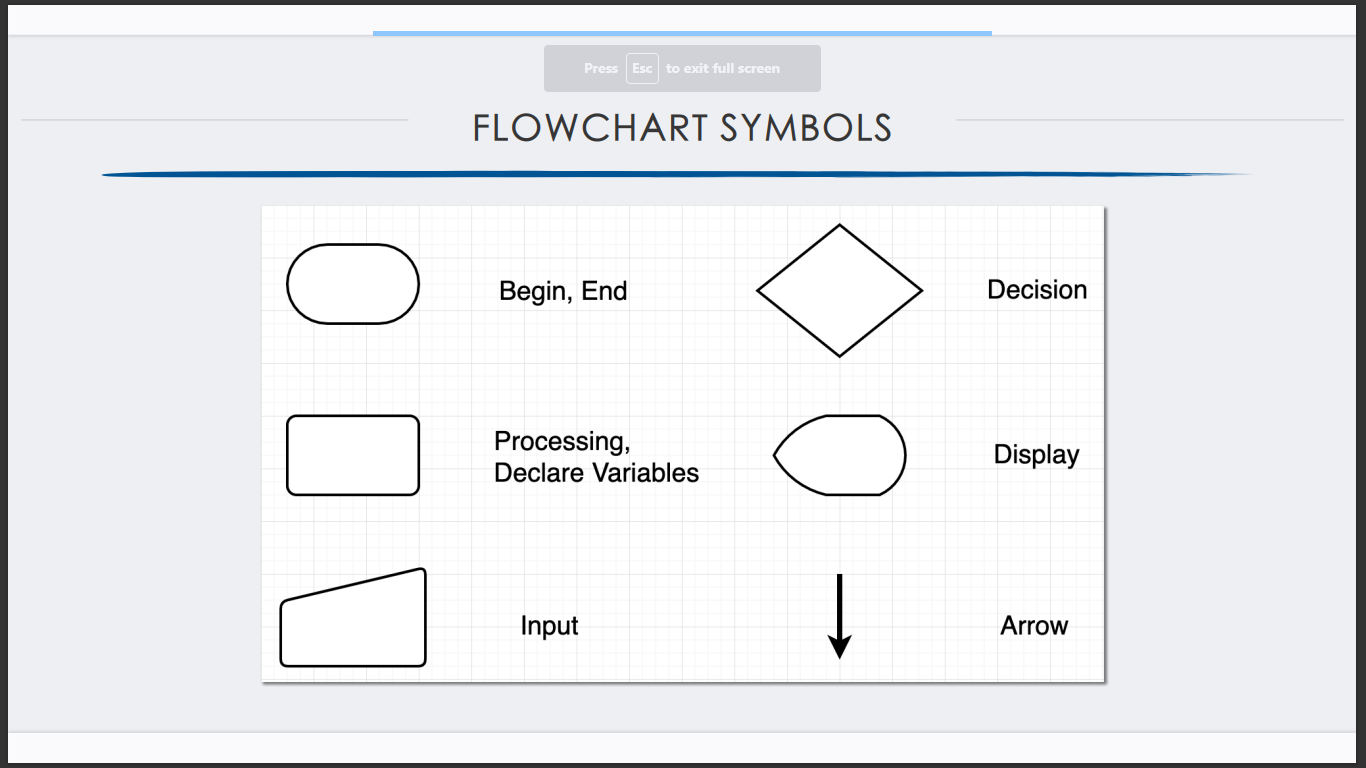 Press Esc to exit full screen
FLOWCHART SYMBOLS
Begin, End
Decision
Processing,
Declare Variables
Display
Input
Arrow